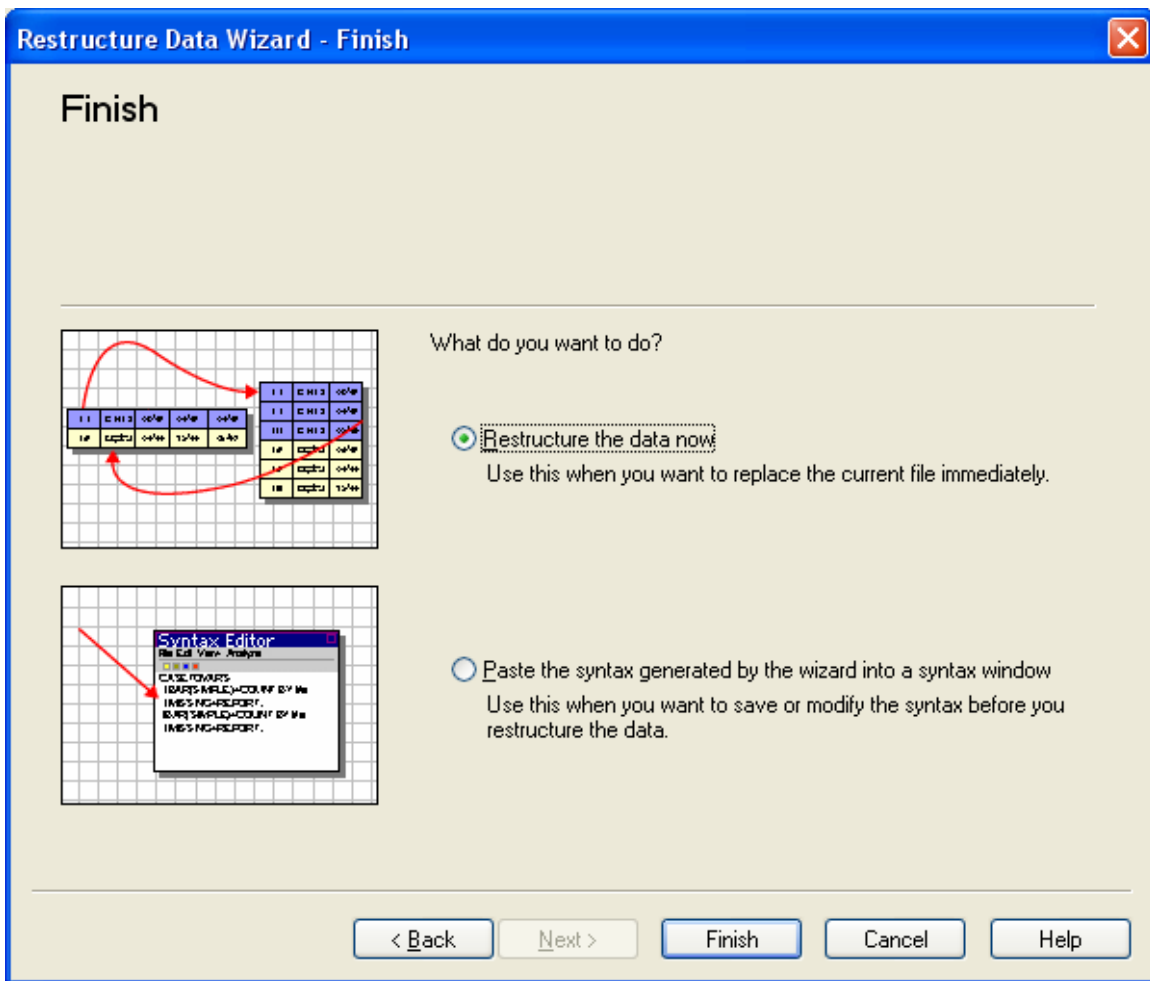 Restructure Data Wizard - Finish
Finish
What do you want to do?
Restructure the data now
Use this when you want to replace the current file immediately.
Syntax Editor
Paste the syntax generated by the wizard into a syntax window
Use this when you want to save or modify the syntax before you
restructure the data.
< Back
Next >
Finish
Cancel
Help